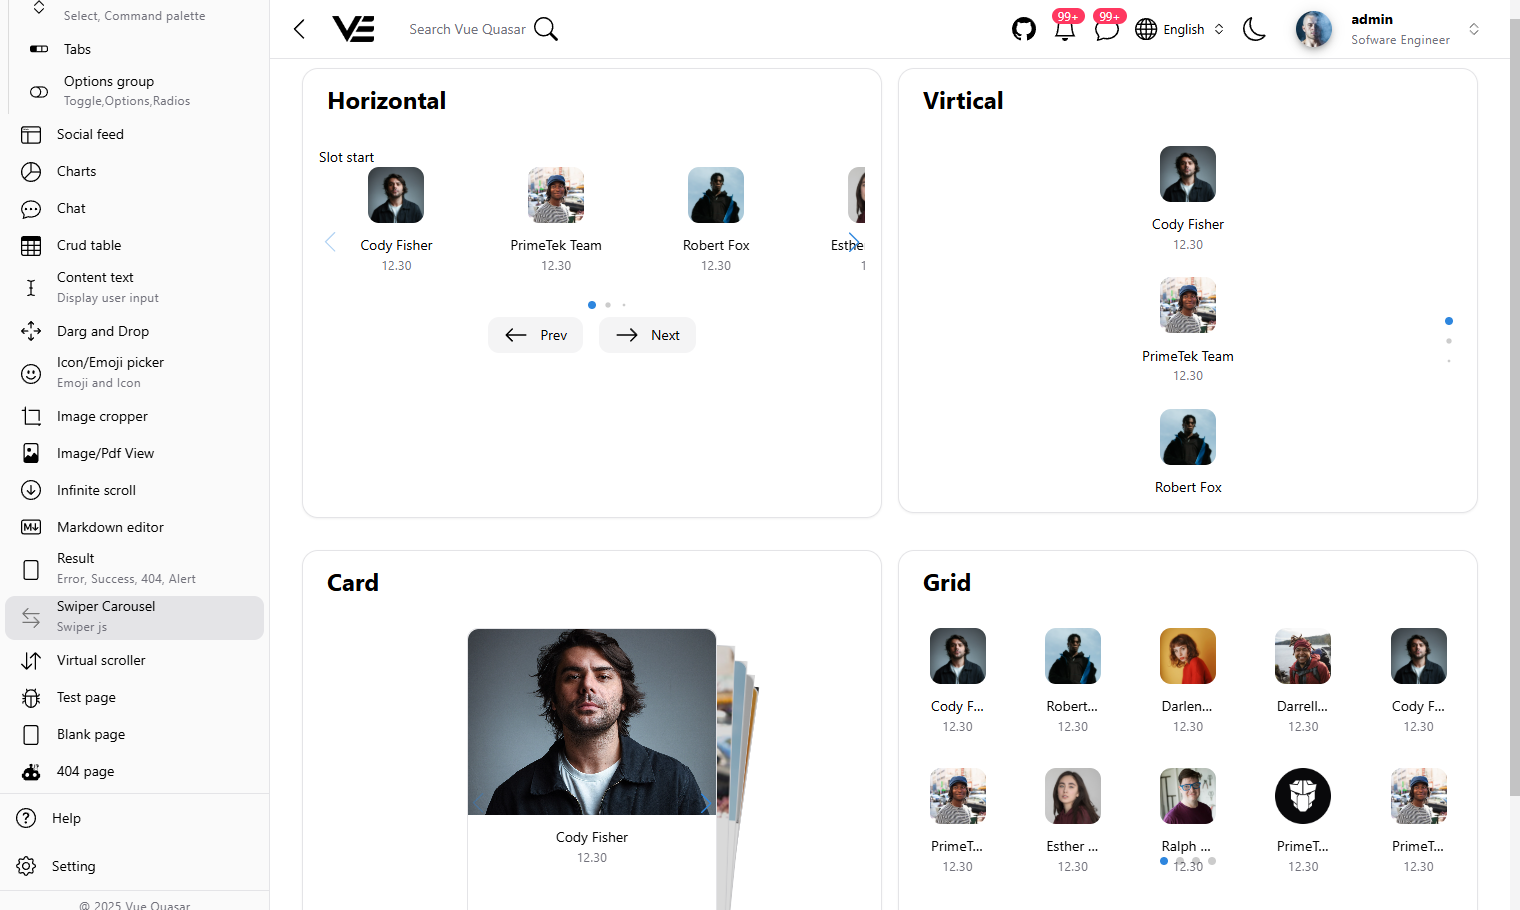 Select, Command palette
Tabs
Options group
Toggle,Options,Radios
Social feed
Charts
Chat
Crud table
Content text
Display user input
Darg and Drop
Icon/Emoji picker
Emoji and Icon
Image cropper
Image/Pdf View
Infinite scroll
Markdown editor
Result
Error, Success, 404, Alert
Swiper Carousel
Swiper js
Virtual scroller
Test page
Blank page
404 page
Help
Setting
@ 2025 Vue Quasar
Search Vue Quasar
99+
99+
English
admin
Sofware Engineer
Horizontal
Slot start
Cody Fisher
12.30
PrimeTek Team
12.30
Robert Fox
12.30
Esthe
1
Prev
Next
Virtical
Cody Fisher
12.30
PrimeTek Team
12.30
Robert Fox
Card
Cody Fisher
12.30
Grid
Cody F...
12.30
Robert...
12.30
Darlen...
12.30
Darrell...
12.30
Cody F...
12.30
PrimeT...
12.30
Esther ...
12.30
Ralph ...
12.30
PrimeT...
12.30
PrimeT...
12.30